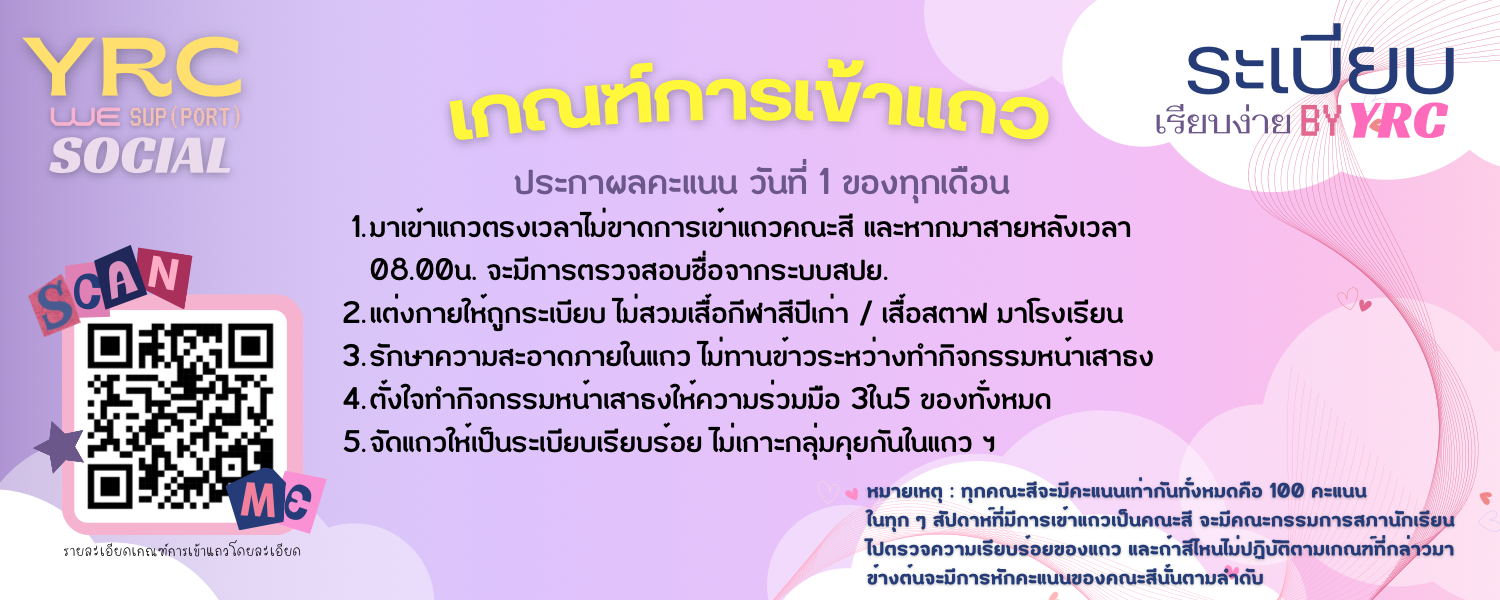 YRC
WE SUP(PORT)
SOCIAL
ระเบียบ
เรียบง่าย BY YRC
เกณฑ์การเข้าแถว
ประกาผลคะแนน วันที่ 1 ของทุกเดือน
1. มาเข้าแถวตรงเวลาไม่ขาดการเข้าแถวคณะสี และหากมาสายหลังเวลา
08.00น. จะมีการตรวจสอบชื่อจากระบบสปย.
2. แต่งกายให้ถูกระเบียบ ไม่สวมเสื้อกีฬาสีปีเก่า / เสื้อสตาฟ มาโรงเรียน
3. รักษาความสะอาดภายในแถว ไม่ทานข้าวระหว่างทำกิจกรรมหน้าเสาธง
4. ตั้งใจทำกิจกรรมหน้าเสาธงให้ความร่วมมือ 3ใน5 ของทั้งหมด
5. จัดแถวให้เป็นระเบียบเรียบร้อย ไม่เกาะกลุ่มคุยกันในแถว ฯ
SCAN
ME
รายละเอียดเกณฑ์การเข้าแถวโดยละเอียด
หมายเหตุ : ทุกคณะสีจะมีคะแนนเท่ากันทั้งหมดคือ 100 คะแนน
ในทุก ๆ สัปดาห์ที่มีการเข้าแถวเป็นคณะสี จะมีคณะกรรมการสภานักเรียน
ไปตรวจความเรียบร้อยของแถว และถ้าสีไหนไม่ปฏิบัติตามเกณฑ์ที่กล่าวมา
ข้างต้นจะมีการหักคะแนนของคณะสีนั้นตามลำดับ